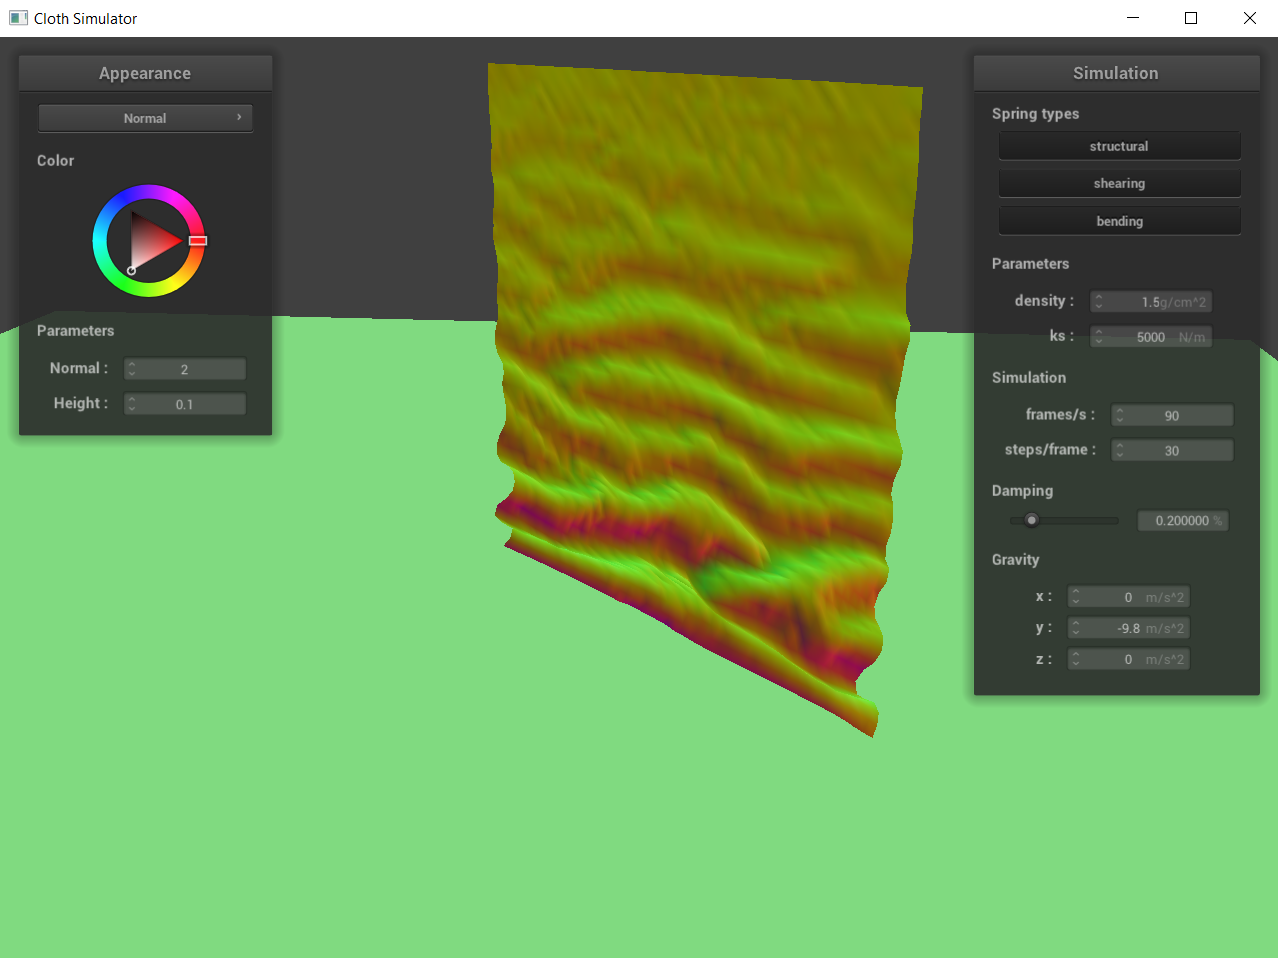 Cloth Simulator
Appearance
Normal
Color
Parameters
Normal : 2
Height : 0.1
Simulation
Spring types
structural
shearing
bending
Parameters
density : 1.5g/cm^2
ks : 5000 N/m
Simulation
frames/s : 90
steps/frame : 30
Damping
0.200000 %
Gravity
x : 0 m/s^2
y : -9.8 m/s^2
z : 0 m/s^2